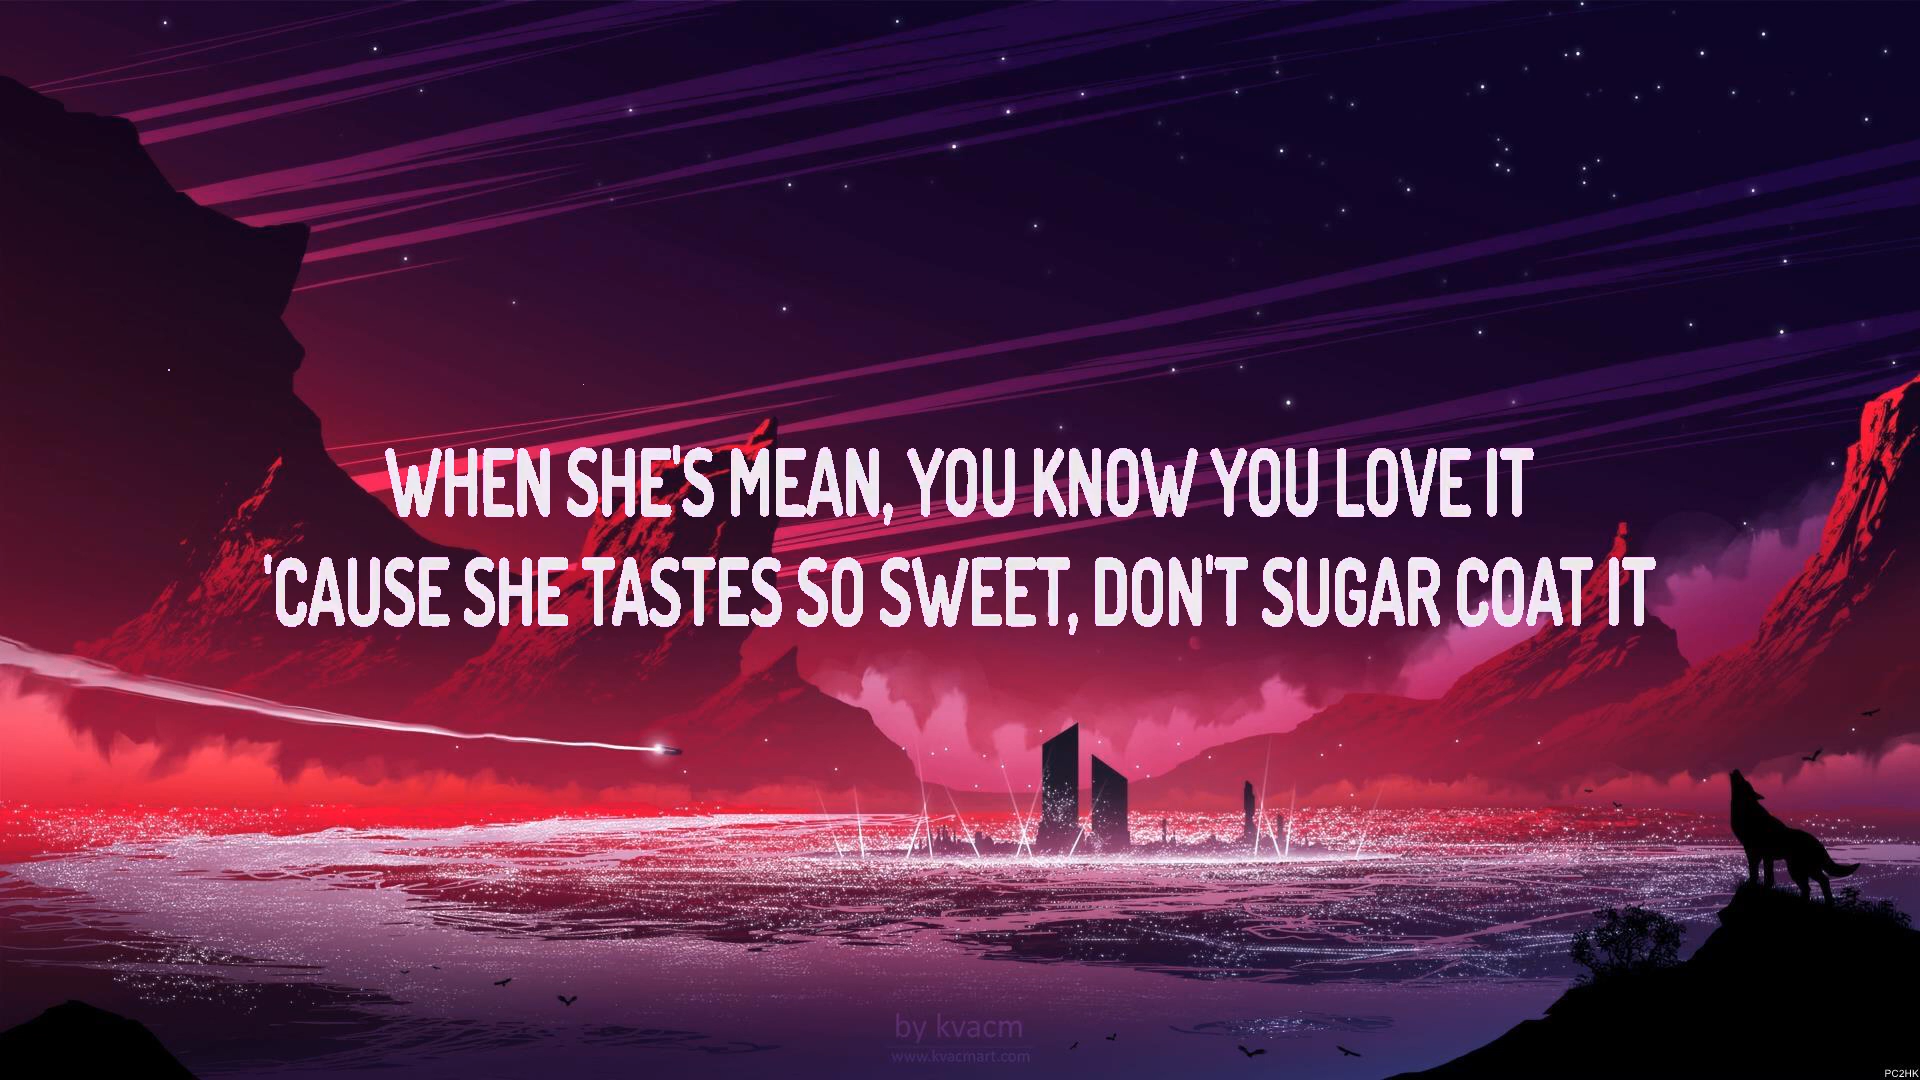 WHEN SHE'S MEAN, YOU KNOW YOU LOVE IT
'CAUSE SHE TASTES SO SWEET, DON'T SUGAR COAT IT
by kvacm
www.kvacmart.com
PC2HK